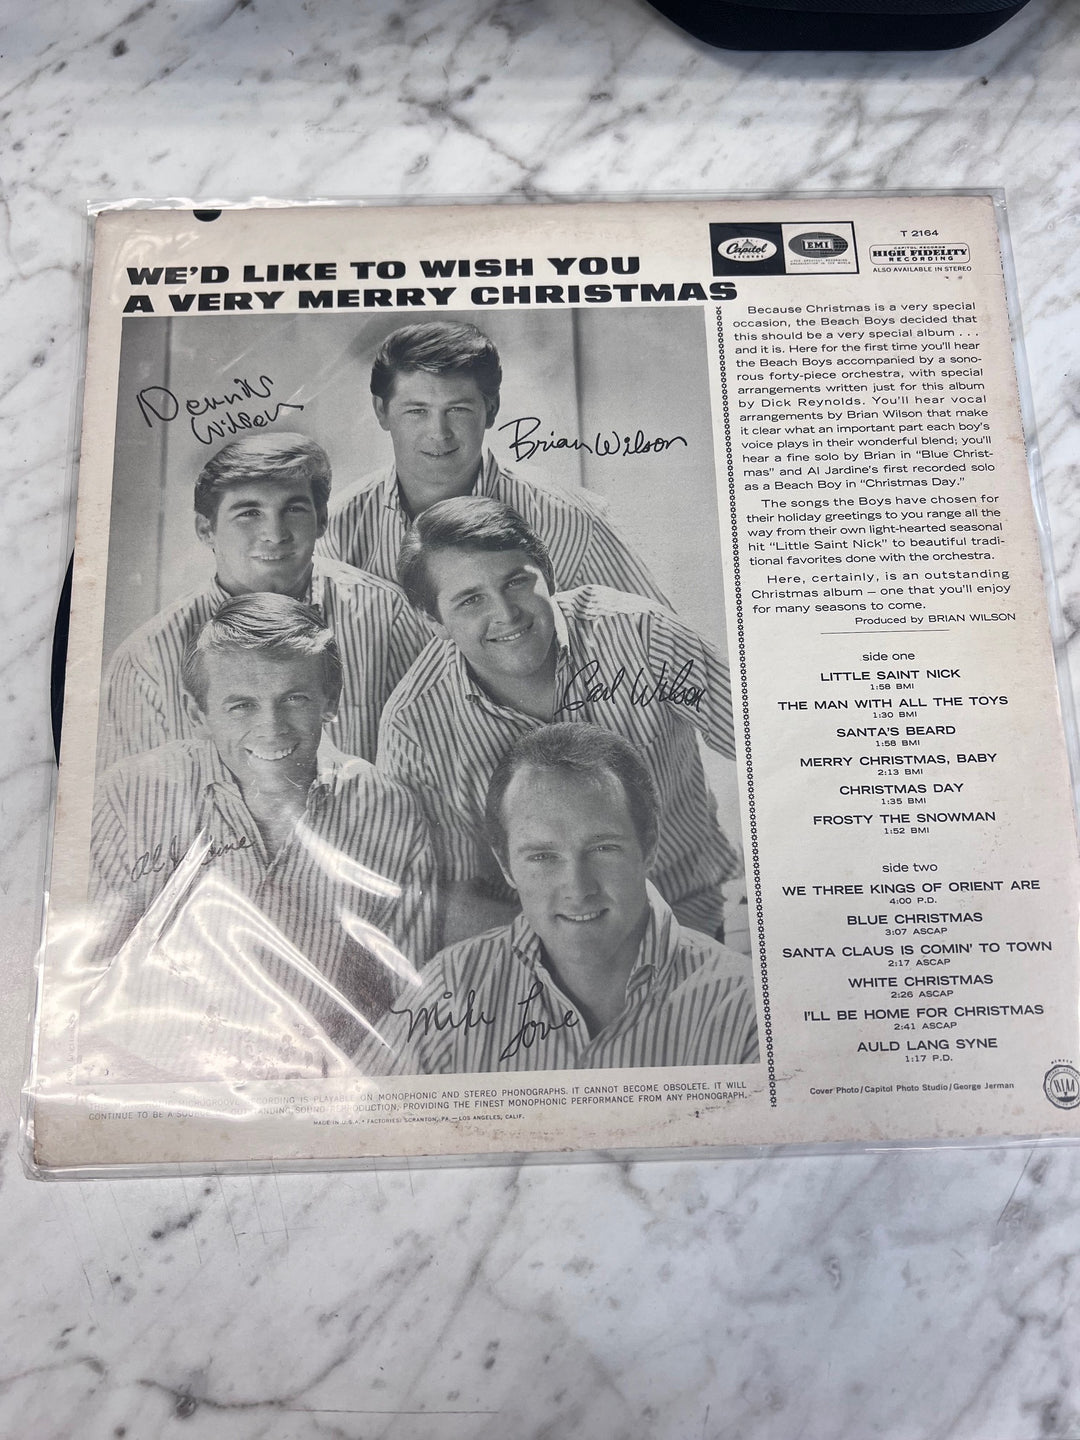 WE'D LIKE TO WISH YOU
A VERY MERRY CHRISTMAS
Capitol
RECORDS
EMI
T 2164
CAPITOL RECORDS
HIGH FIDELITY
RECORDING
ALSO AVAILABLE IN STEREO
Dennis
Wilson
Brian Wilson
Carl Wilson
Al Jardine
Mike Love
Because Christmas is a very special
occasion, the Beach Boys decided that
this should be a very special album . . .
and it is. Here for the first time you'll hear
the Beach Boys accompanied by a sono-
rous forty-piece orchestra, with special
arrangements written just for this album
by Dick Reynolds. You'll hear vocal
arrangements by Brian Wilson that make
it clear what an important part each boy's
voice plays in their wonderful blend; you'll
hear a fine solo by Brian in "Blue Christ-
mas" and Al Jardine's first recorded solo
as a Beach Boy in "Christmas Day."
The songs the Boys have chosen for
their holiday greetings to you range all the
way from their own light-hearted seasonal
hit "Little Saint Nick" to beautiful tradi-
tional favorites done with the orchestra.
Here, certainly, is an outstanding
Christmas album – one that you'll enjoy
for many seasons to come.
Produced by BRIAN WILSON
side one
LITTLE SAINT NICK
1:58 BMI
THE MAN WITH ALL THE TOYS
1:30 BMI
SANTA'S BEARD
1:58 BMI
MERRY CHRISTMAS, BABY
2:13 BMI
CHRISTMAS DAY
1:35 BMI
FROSTY THE SNOWMAN
1:52 BMI
side two
WE THREE KINGS OF ORIENT ARE
4:00 P.D.
BLUE CHRISTMAS
3:07 ASCAP
SANTA CLAUS IS COMIN' TO TOWN
2:17 ASCAP
WHITE CHRISTMAS
2:26 ASCAP
I'LL BE HOME FOR CHRISTMAS
2:41 ASCAP
AULD LANG SYNE
1:17 P.D.
Cover Photo/Capitol Photo Studio/George Jerman
RECORDING IS PLAYABLE ON MONOPHONIC AND STEREO PHONOGRAPHS. IT CANNOT BECOME OBSOLETE. IT WILL
CONTINUE TO BE A SOUND REPRODUCTION, PROVIDING THE FINEST MONOPHONIC PERFORMANCE FROM ANY PHONOGRAPH.
MADE IN U.S.A. • FACTORIES: SCRANTON, PA. — LOS ANGELES, CALIF.